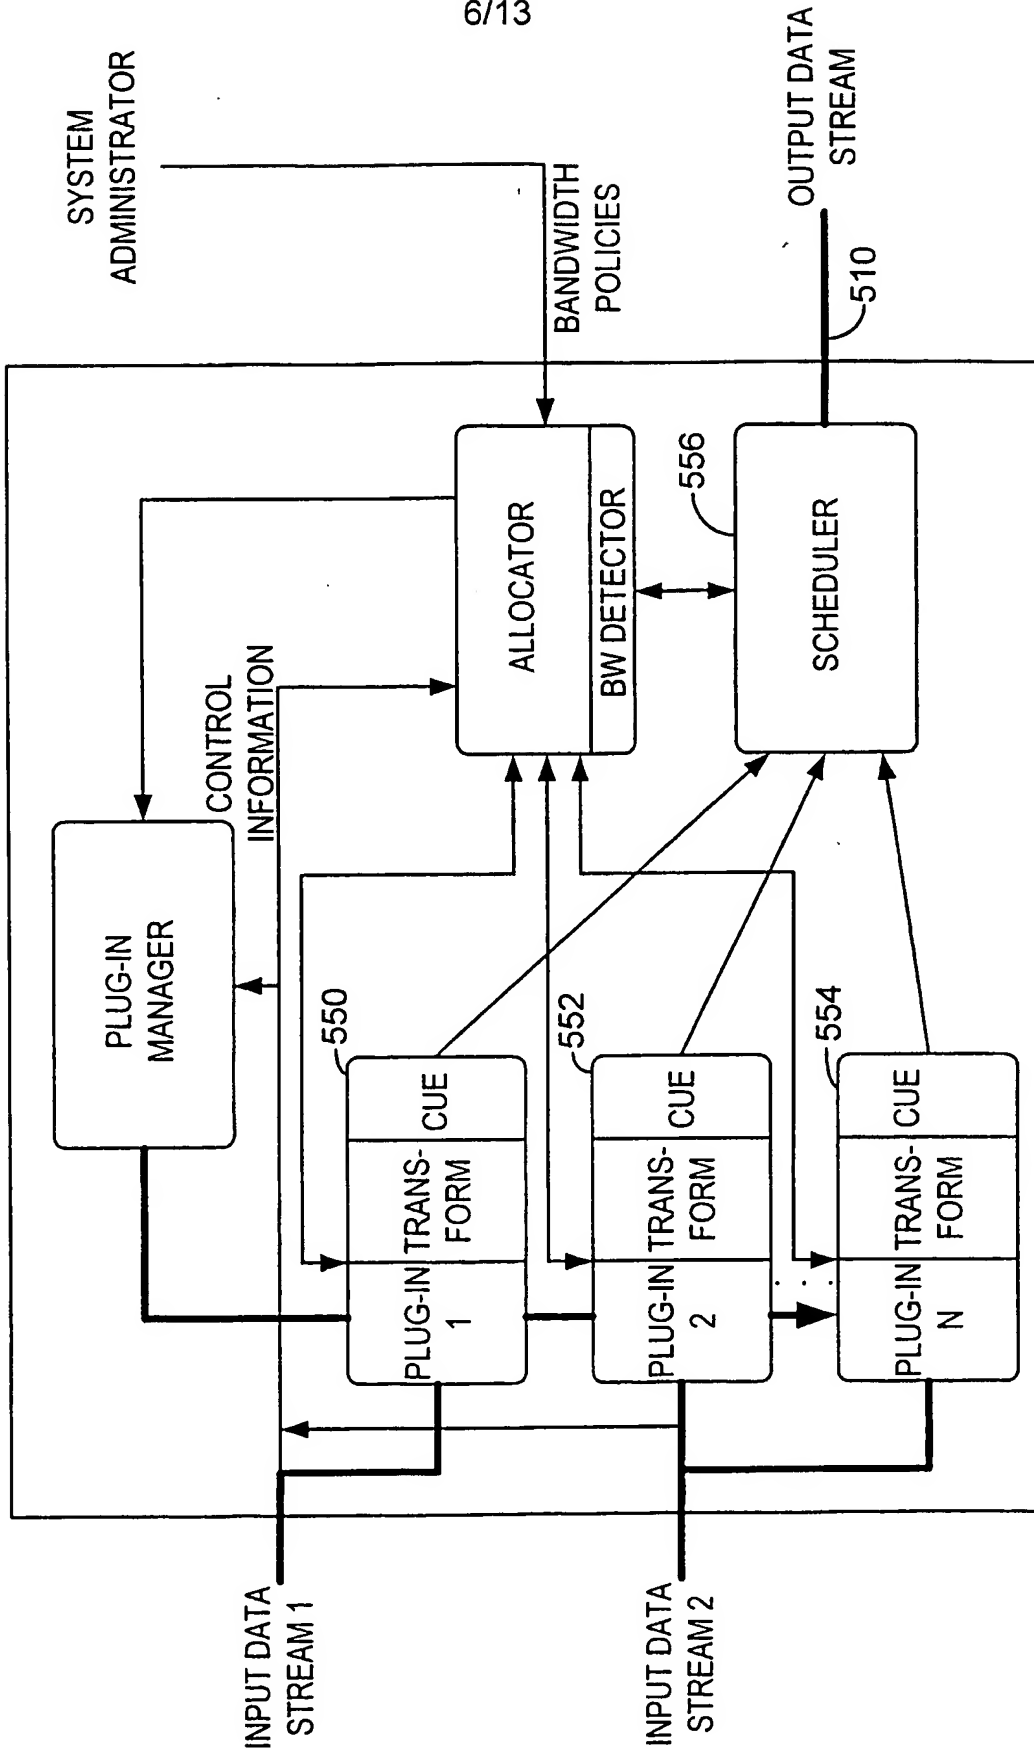 6/13
SYSTEM
ADMINISTRATOR
BANDWIDTH
POLICIES
OUTPUT DATA
STREAM
510
PLUG-IN
MANAGER
CONTROL
INFORMATION
ALLOCATOR
BW DETECTOR
556
SCHEDULER
550
PLUG-IN
1
TRANS-
FORM
CUE
552
PLUG-IN
2
TRANS-
FORM
CUE
. . .
554
PLUG-IN
N
TRANS-
FORM
CUE
INPUT DATA
STREAM 1
INPUT DATA
STREAM 2